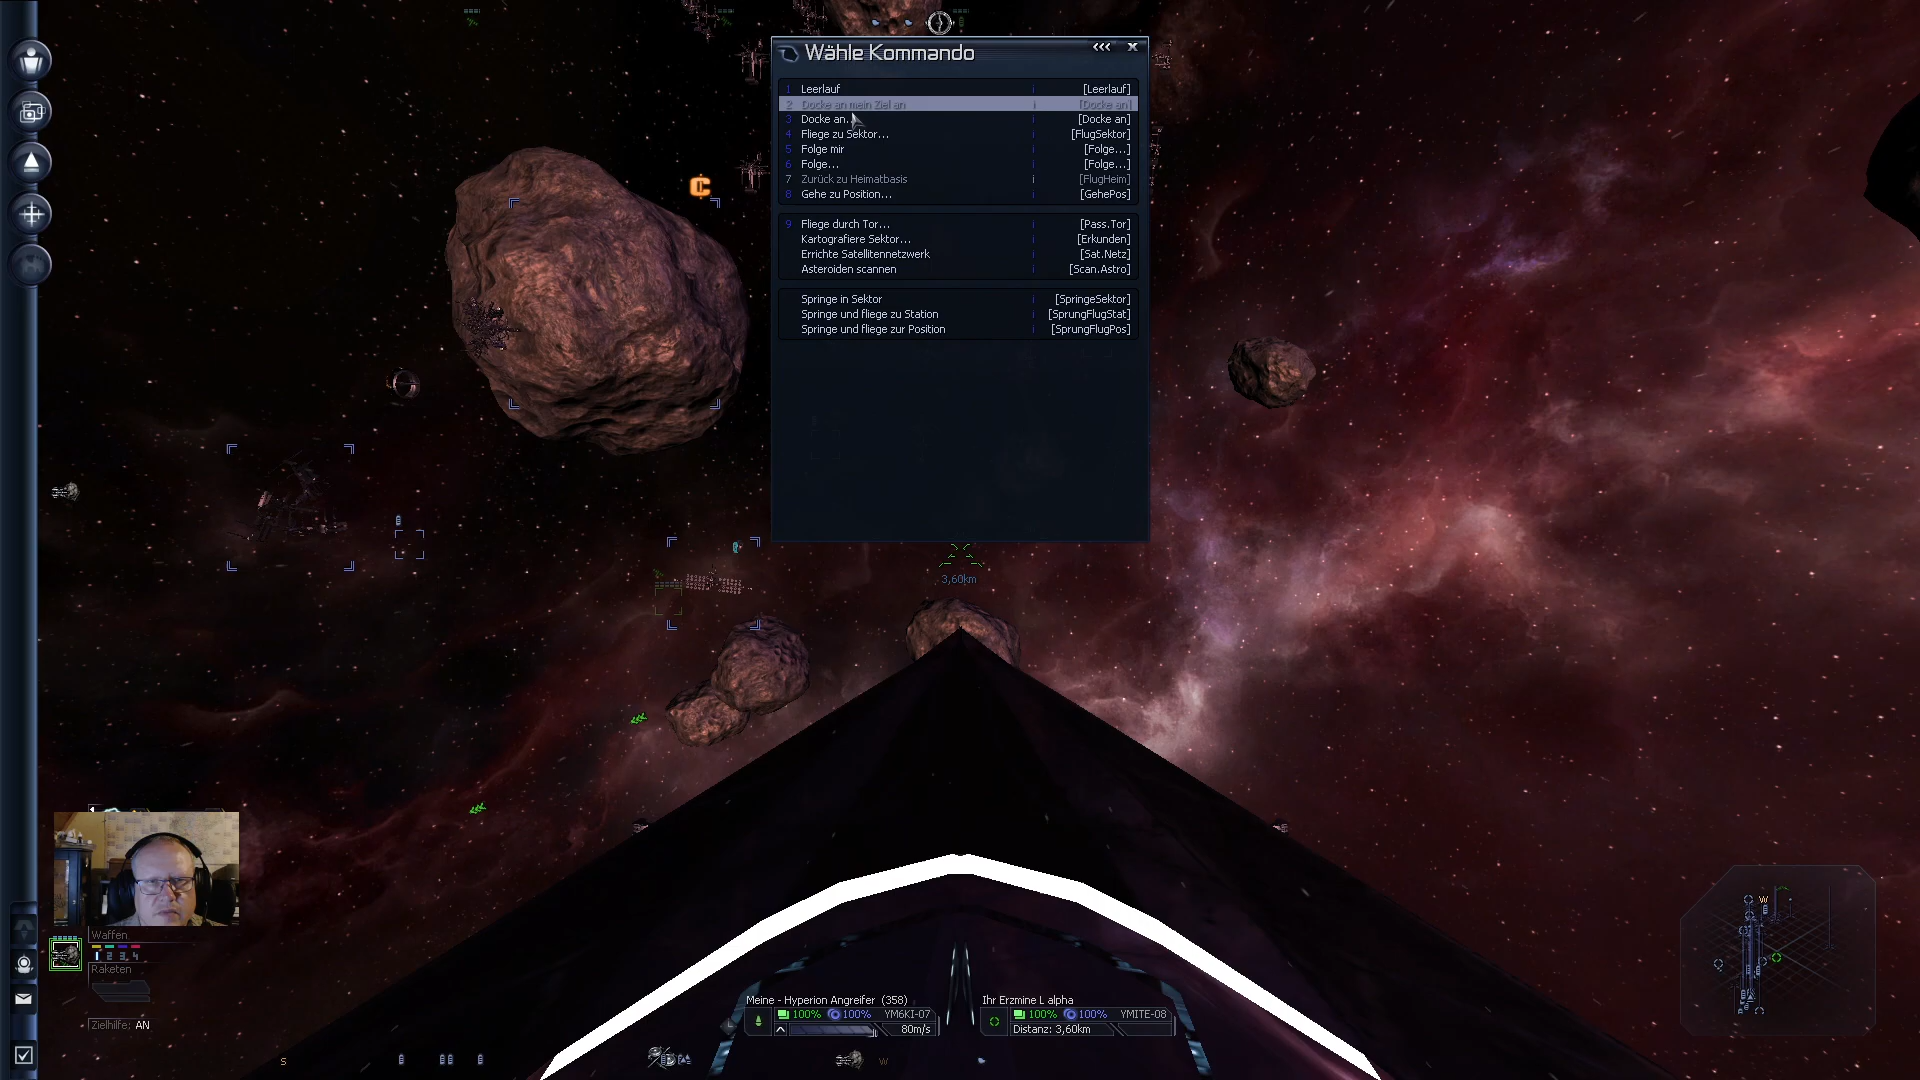 Wähle Kommando
1 Leerlauf i [Leerlauf]
2 Docke an mein Ziel an i [Docke an]
3 Docke an... i [Docke an]
4 Fliege zu Sektor... i [FlugSektor]
5 Folge mir i [Folge...]
6 Folge... i [Folge...]
7 Zurück zu Heimatbasis i [FlugHeim]
8 Gehe zu Position... i [GehePos]
9 Fliege durch Tor... i [Pass.Tor]
Kartografiere Sektor... i [Erkunden]
Errichte Satellitennetzwerk i [Sat.Netz]
Asteroiden scannen i [Scan.Astro]
Springe in Sektor i [SpringeSektor]
Springe und fliege zu Station i [SprungFlugStat]
Springe und fliege zur Position i [SprungFlugPos]
3,60km
Waffen
1 2 3 4
Raketen
Zielhilfe: AN
Meine - Hyperion Angreifer (358)
100% 100% YM6KI-07
80m/s
Ihr Erzmine L alpha
100% 100% YMITE-08
Distanz: 3,60km
S
W
W